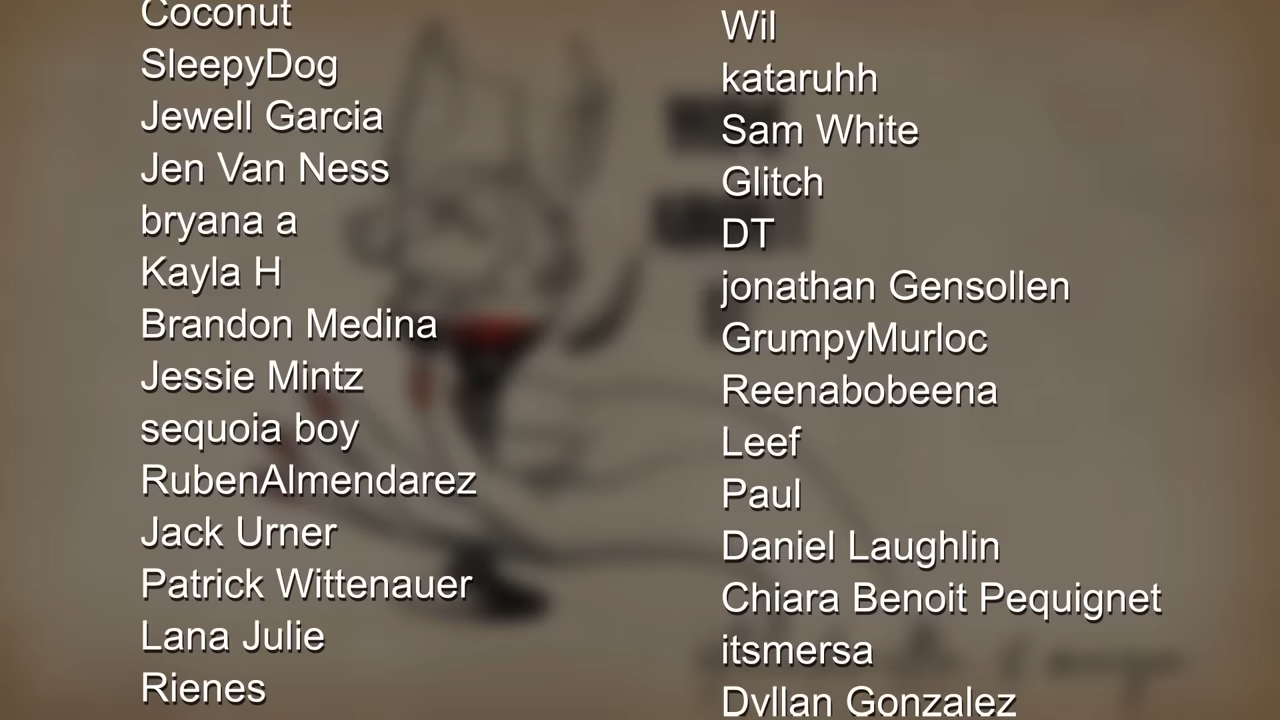 Coconut
SleepyDog
Jewell Garcia
Jen Van Ness
bryana a
Kayla H
Brandon Medina
Jessie Mintz
sequoia boy
RubenAlmendarez
Jack Urner
Patrick Wittenauer
Lana Julie
Rienes
Wil
kataruhh
Sam White
Glitch
DT
jonathan Gensollen
GrumpyMurloc
Reenabobeena
Leef
Paul
Daniel Laughlin
Chiara Benoit Pequignet
itsmersa
Dyllan Gonzalez